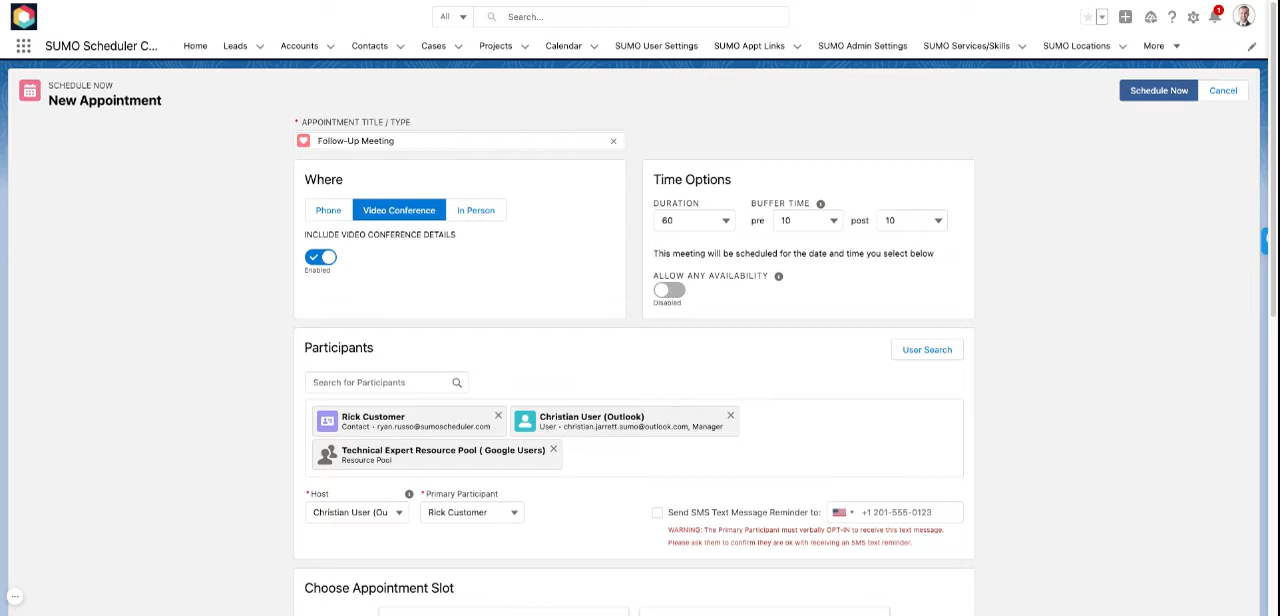 All
Search...
1
SUMO Scheduler C...
Home Leads Accounts Contacts Cases Projects Calendar SUMO User Settings SUMO Appt Links SUMO Admin Settings SUMO Services/Skills SUMO Locations More
SCHEDULE NOW
New Appointment
Schedule Now Cancel
* APPOINTMENT TITLE / TYPE
Follow-Up Meeting
Where
Phone Video Conference In Person
INCLUDE VIDEO CONFERENCE DETAILS
Enabled
Time Options
DURATION BUFFER TIME
60 pre 10 post 10
This meeting will be scheduled for the date and time you select below
ALLOW ANY AVAILABILITY
Disabled
Participants
User Search
Search for Participants
Rick Customer
Contact • ryan.russo@sumoscheduler.com
Christian User (Outlook)
User • christian.jarrett.sumo@outlook.com, Manager
Technical Expert Resource Pool ( Google Users)
Resource Pool
* Host * Primary Participant
Christian User (Ou Rick Customer
Send SMS Text Message Reminder to: +1 201-555-0123
WARNING: The Primary Participant must verbally OPT-IN to receive this text message.
Please ask them to confirm they are ok with receiving an SMS text reminder.
Choose Appointment Slot